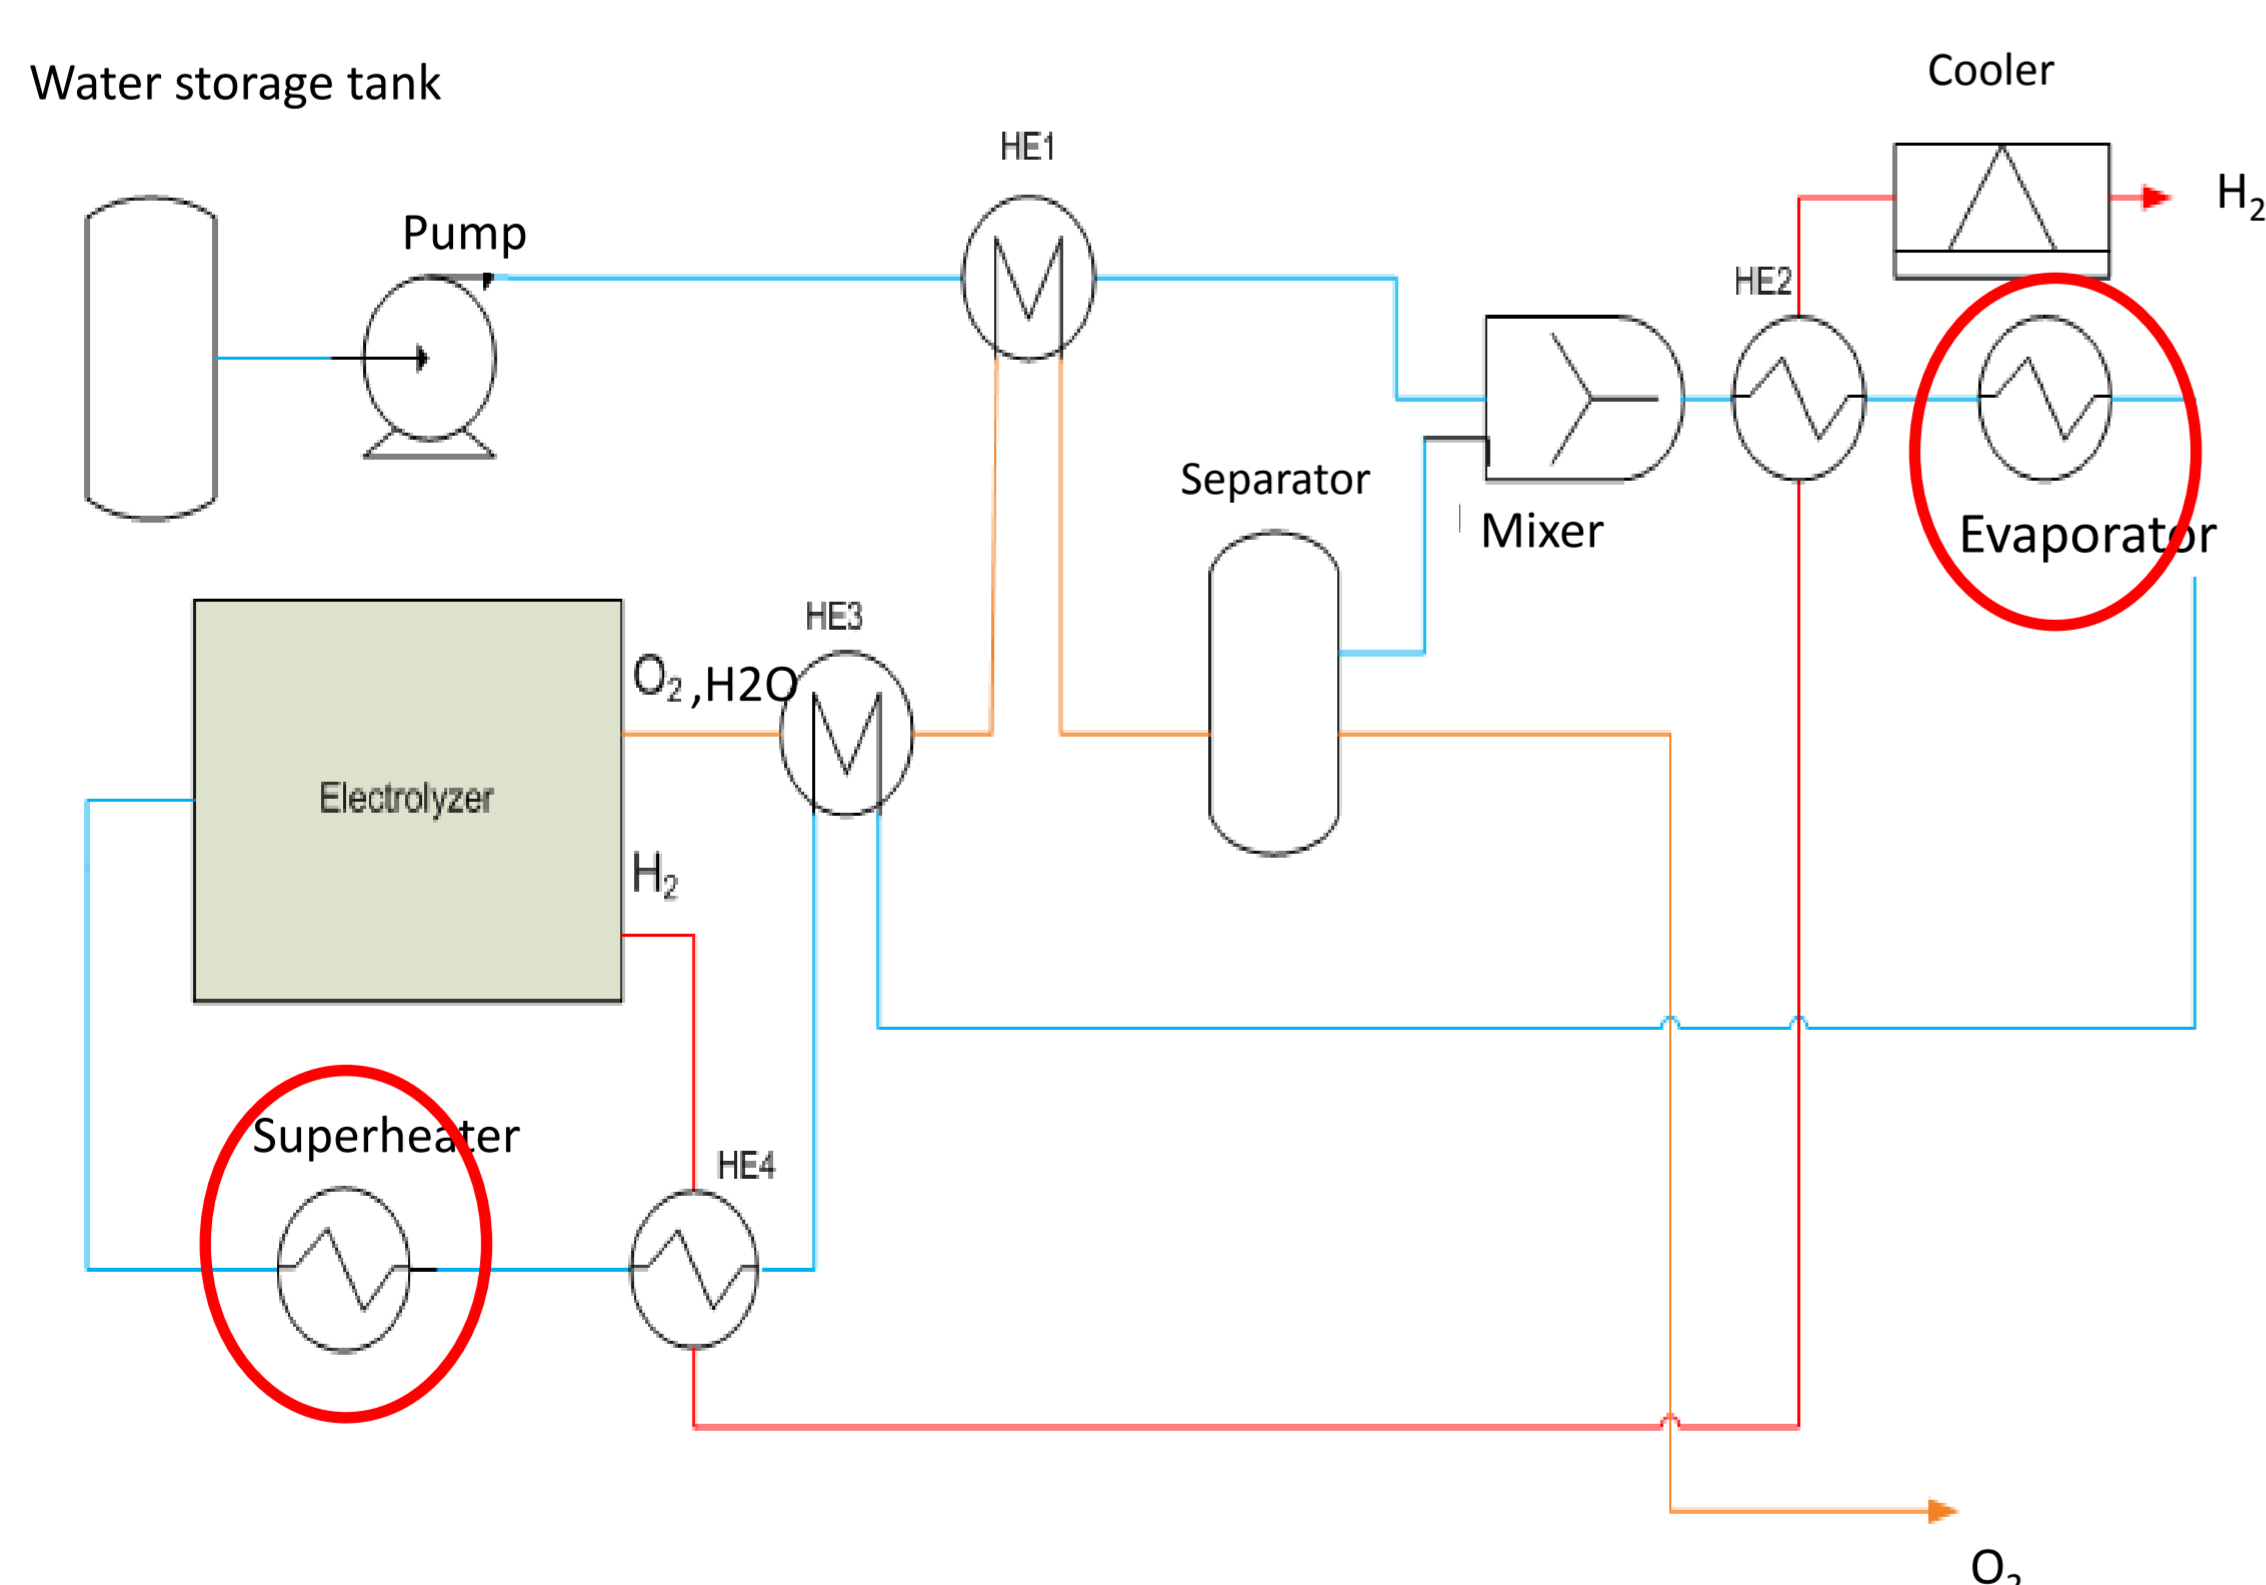 Water storage tank
Cooler
HE1
H₂
Pump
HE2
Separator
Mixer
Evaporator
HE3
O₂ ,H2O
Electrolyzer
H₂
Superheater
HE4
O₂